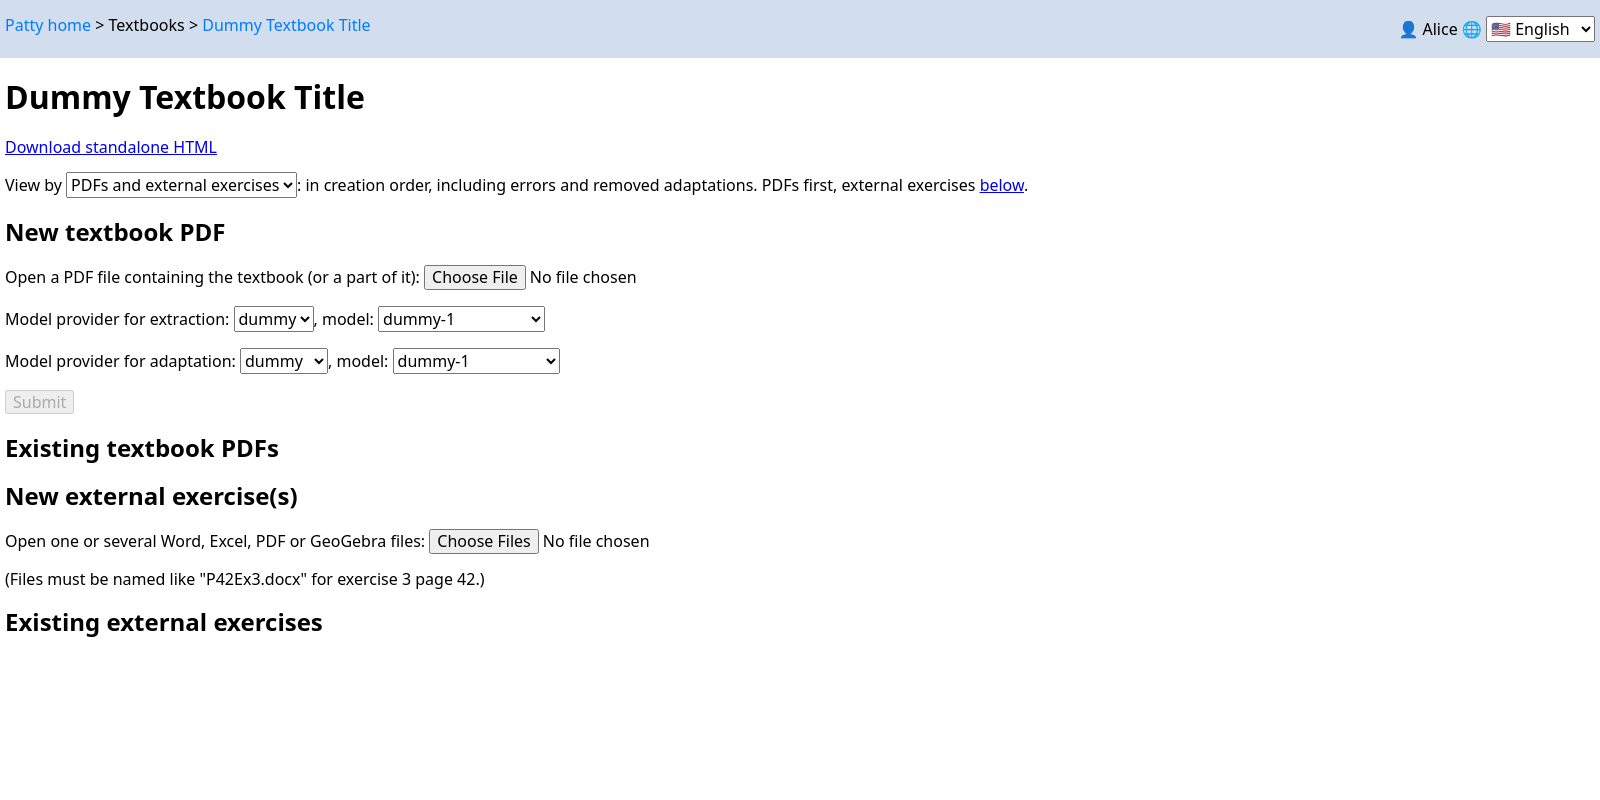 Patty home > Textbooks > Dummy Textbook Title
👤 Alice 🌐 🇺🇸 English
Dummy Textbook Title
Download standalone HTML
View by PDFs and external exercises : in creation order, including errors and removed adaptations. PDFs first, external exercises below.
New textbook PDF
Open a PDF file containing the textbook (or a part of it): Choose File No file chosen
Model provider for extraction: dummy , model: dummy-1
Model provider for adaptation: dummy , model: dummy-1
Submit
Existing textbook PDFs
New external exercise(s)
Open one or several Word, Excel, PDF or GeoGebra files: Choose Files No file chosen
(Files must be named like "P42Ex3.docx" for exercise 3 page 42.)
Existing external exercises